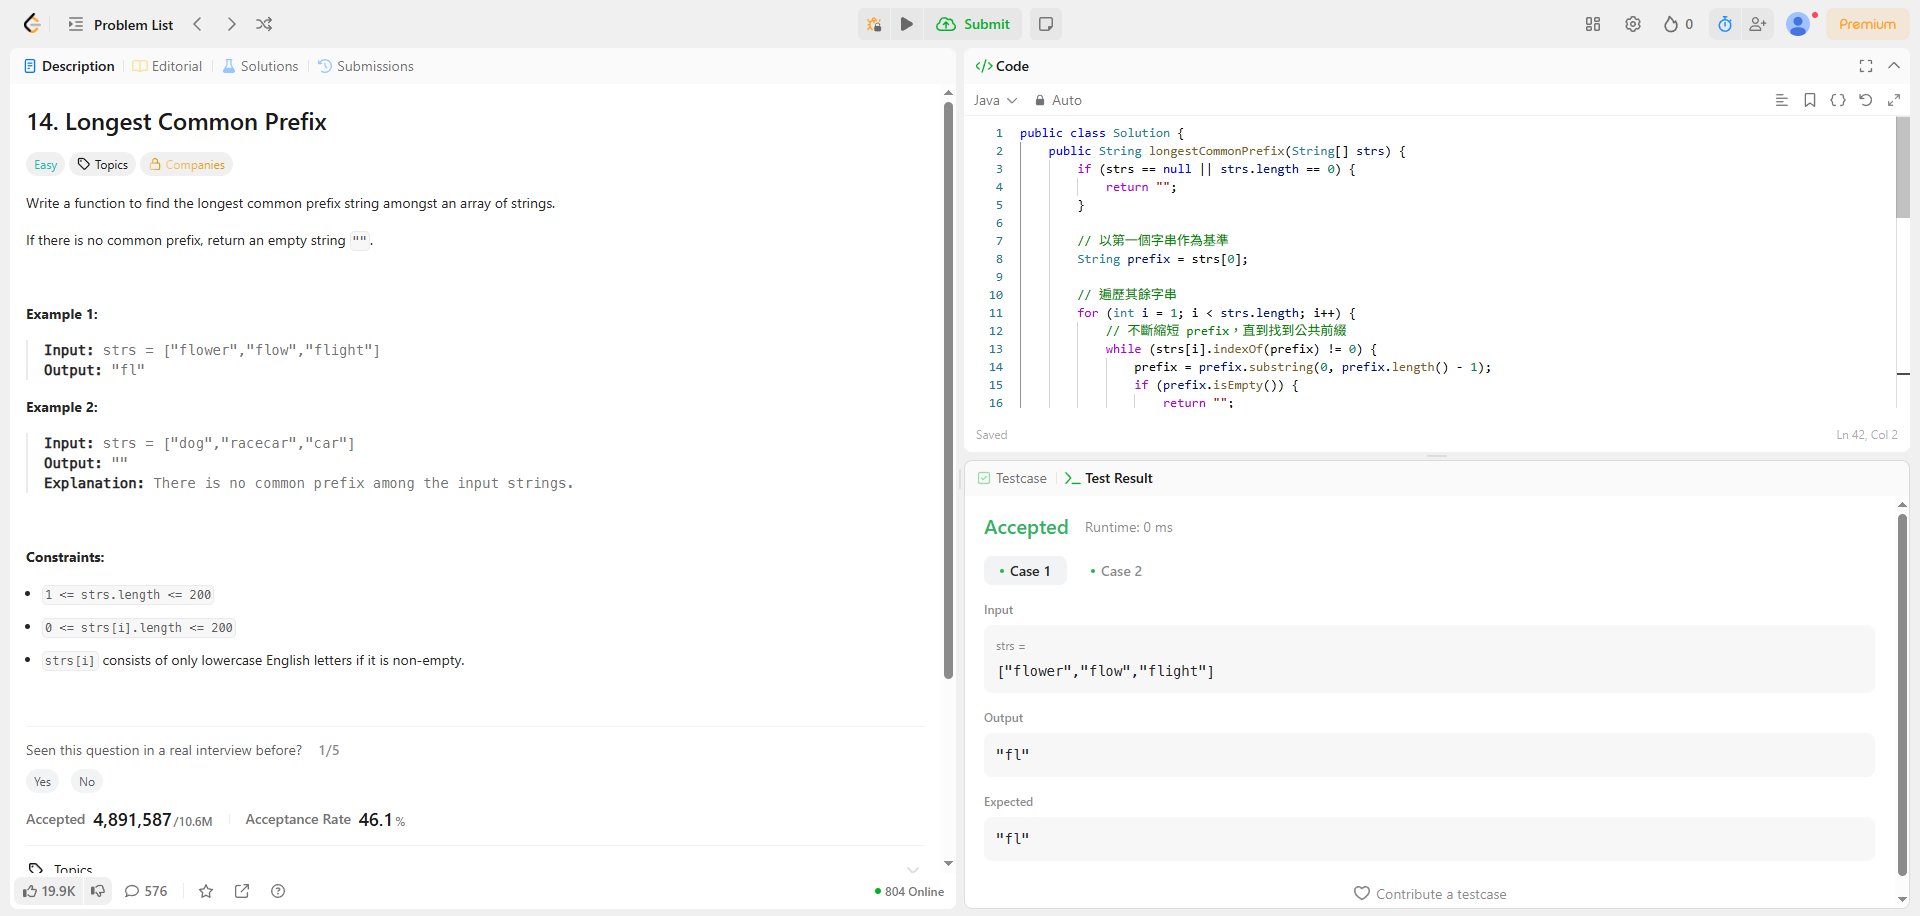 Problem List
Submit
0
Premium
Description
Editorial
Solutions
Submissions
14. Longest Common Prefix
Easy
Topics
Companies
Write a function to find the longest common prefix string amongst an array of strings.
If there is no common prefix, return an empty string "".
Example 1:
Input: strs = ["flower","flow","flight"]
Output: "fl"
Example 2:
Input: strs = ["dog","racecar","car"]
Output: ""
Explanation: There is no common prefix among the input strings.
Constraints:
1 <= strs.length <= 200
0 <= strs[i].length <= 200
strs[i] consists of only lowercase English letters if it is non-empty.
Seen this question in a real interview before? 1/5
Yes
No
Accepted 4,891,587/10.6M
Acceptance Rate 46.1%
Topics
19.9K
576
804 Online
Code
Java
Auto
1 public class Solution {
2 public String longestCommonPrefix(String[] strs) {
3 if (strs == null || strs.length == 0) {
4 return "";
5 }
6
7 // 以第一個字串作為基準
8 String prefix = strs[0];
9
10 // 遍歷其餘字串
11 for (int i = 1; i < strs.length; i++) {
12 // 不斷縮短 prefix，直到找到公共前綴
13 while (strs[i].indexOf(prefix) != 0) {
14 prefix = prefix.substring(0, prefix.length() - 1);
15 if (prefix.isEmpty()) {
16 return "";
Saved
Ln 42, Col 2
Testcase
Test Result
Accepted
Runtime: 0 ms
Case 1
Case 2
Input
strs =
["flower","flow","flight"]
Output
"fl"
Expected
"fl"
Contribute a testcase